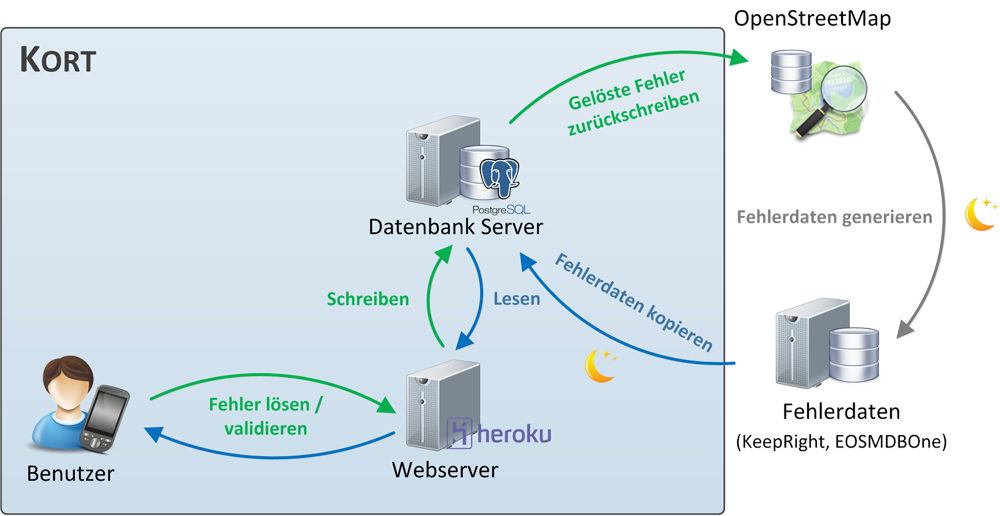 OpenStreetMap
KORT
Gelöste Fehler
zurückschreiben
PostgreSQL
Datenbank Server
Fehlerdaten generieren
Schreiben
Lesen
Fehlerdaten kopieren
Fehler lösen /
validieren
heroku
Benutzer
Webserver
Fehlerdaten
(KeepRight, EOSMDBOne)